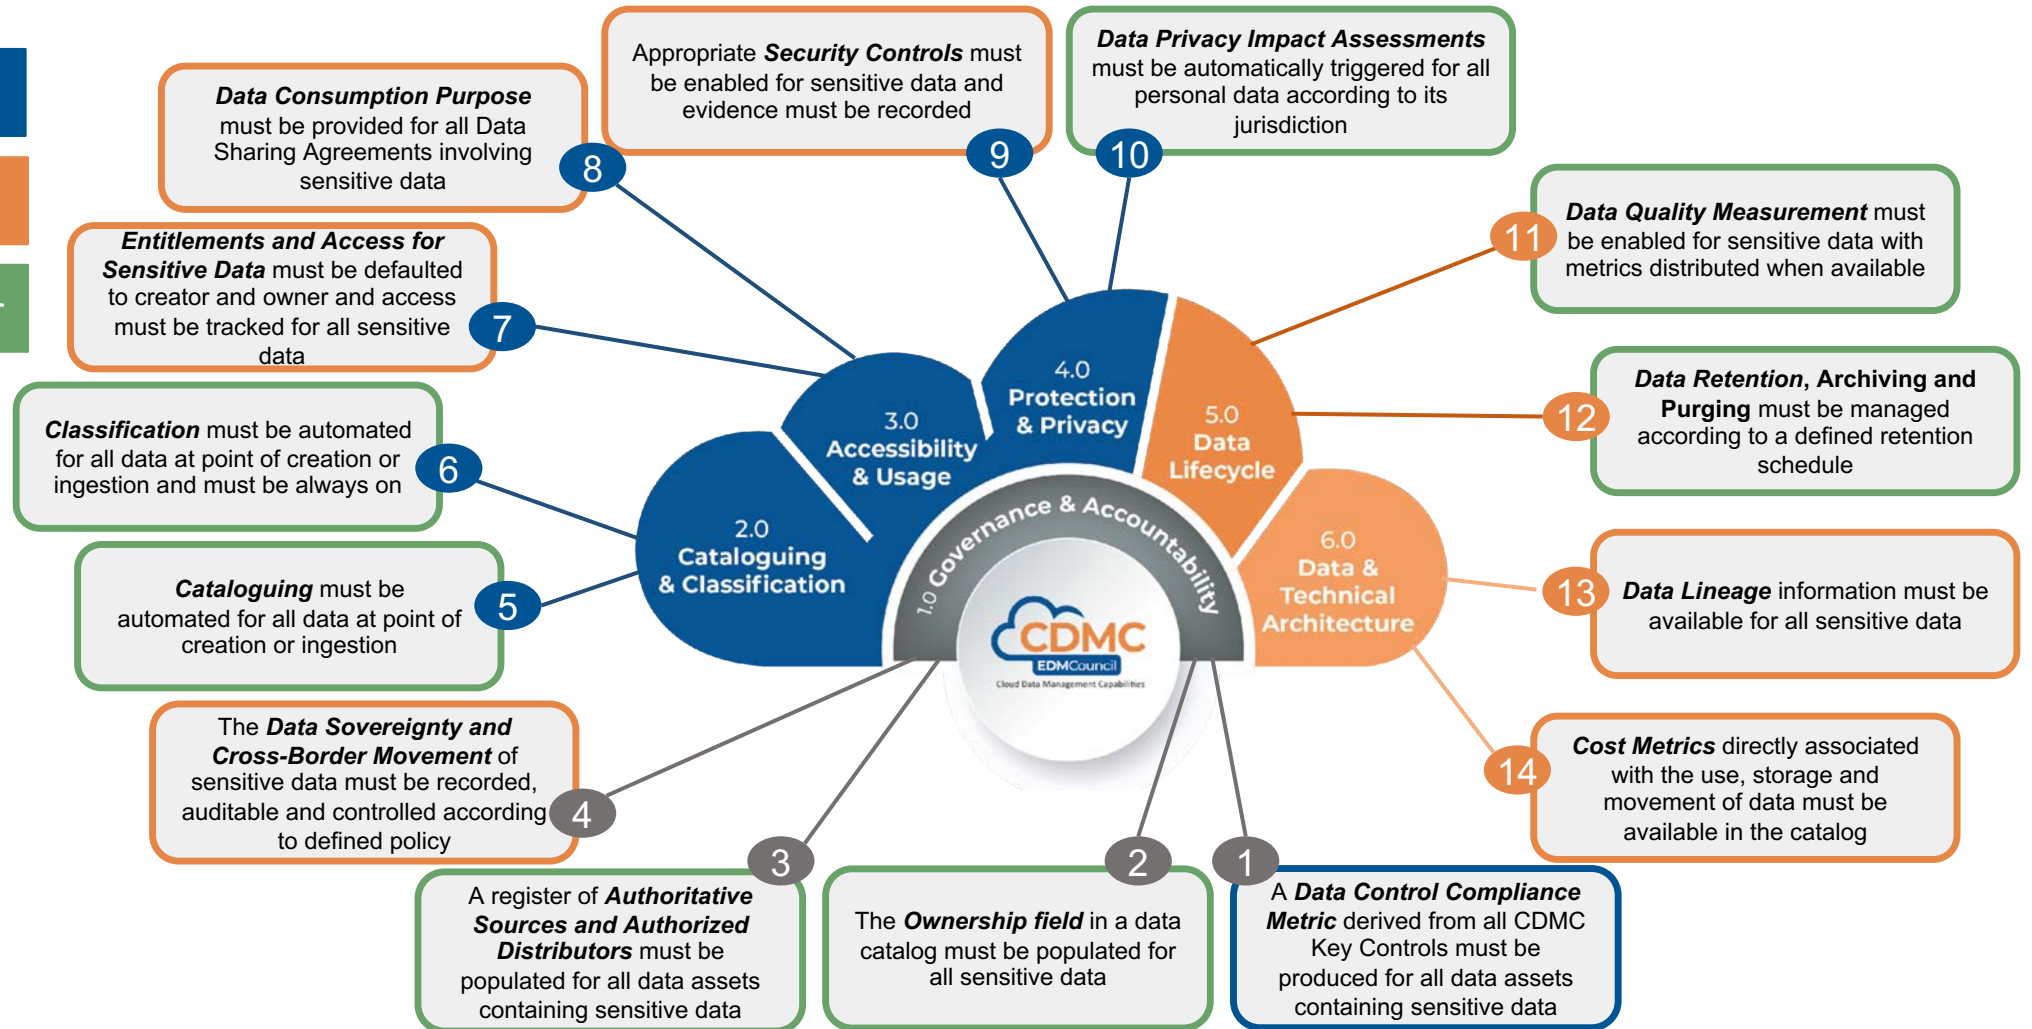 Data Consumption Purpose
must be provided for all Data
Sharing Agreements involving
sensitive data
8
Appropriate Security Controls must
be enabled for sensitive data and
evidence must be recorded
9
Data Privacy Impact Assessments
must be automatically triggered for all
personal data according to its
jurisdiction
10
Entitlements and Access for
Sensitive Data must be defaulted
to creator and owner and access
must be tracked for all sensitive
data
7
Data Quality Measurement must
be enabled for sensitive data with
metrics distributed when available
11
Classification must be automated
for all data at point of creation or
ingestion and must be always on
6
Data Retention, Archiving and
Purging must be managed
according to a defined retention
schedule
12
Cataloguing must be
automated for all data at point of
creation or ingestion
5
Data Lineage information must be
available for all sensitive data
13
2.0
Cataloguing
& Classification
3.0
Accessibility
& Usage
4.0
Protection
& Privacy
5.0
Data
Lifecycle
6.0
Data &
Technical
Architecture
1.0 Governance & Accountability
CDMC
EDMCouncil
Cloud Data Management Capabilities
The Data Sovereignty and
Cross-Border Movement of
sensitive data must be recorded,
auditable and controlled according
to defined policy
4
Cost Metrics directly associated
with the use, storage and
movement of data must be
available in the catalog
14
3
A register of Authoritative
Sources and Authorized
Distributors must be
populated for all data assets
containing sensitive data
2
The Ownership field in a data
catalog must be populated for
all sensitive data
1
A Data Control Compliance
Metric derived from all CDMC
Key Controls must be
produced for all data assets
containing sensitive data